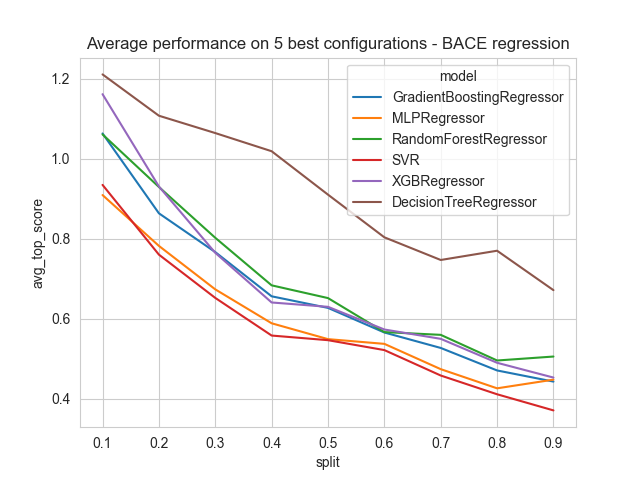 Average performance on 5 best configurations - BACE regression
model
GradientBoostingRegressor
MLPRegressor
RandomForestRegressor
SVR
XGBRegressor
DecisionTreeRegressor
avg_top_score
1.2
1.0
0.8
0.6
0.4
0.1 0.2 0.3 0.4 0.5 0.6 0.7 0.8 0.9
split